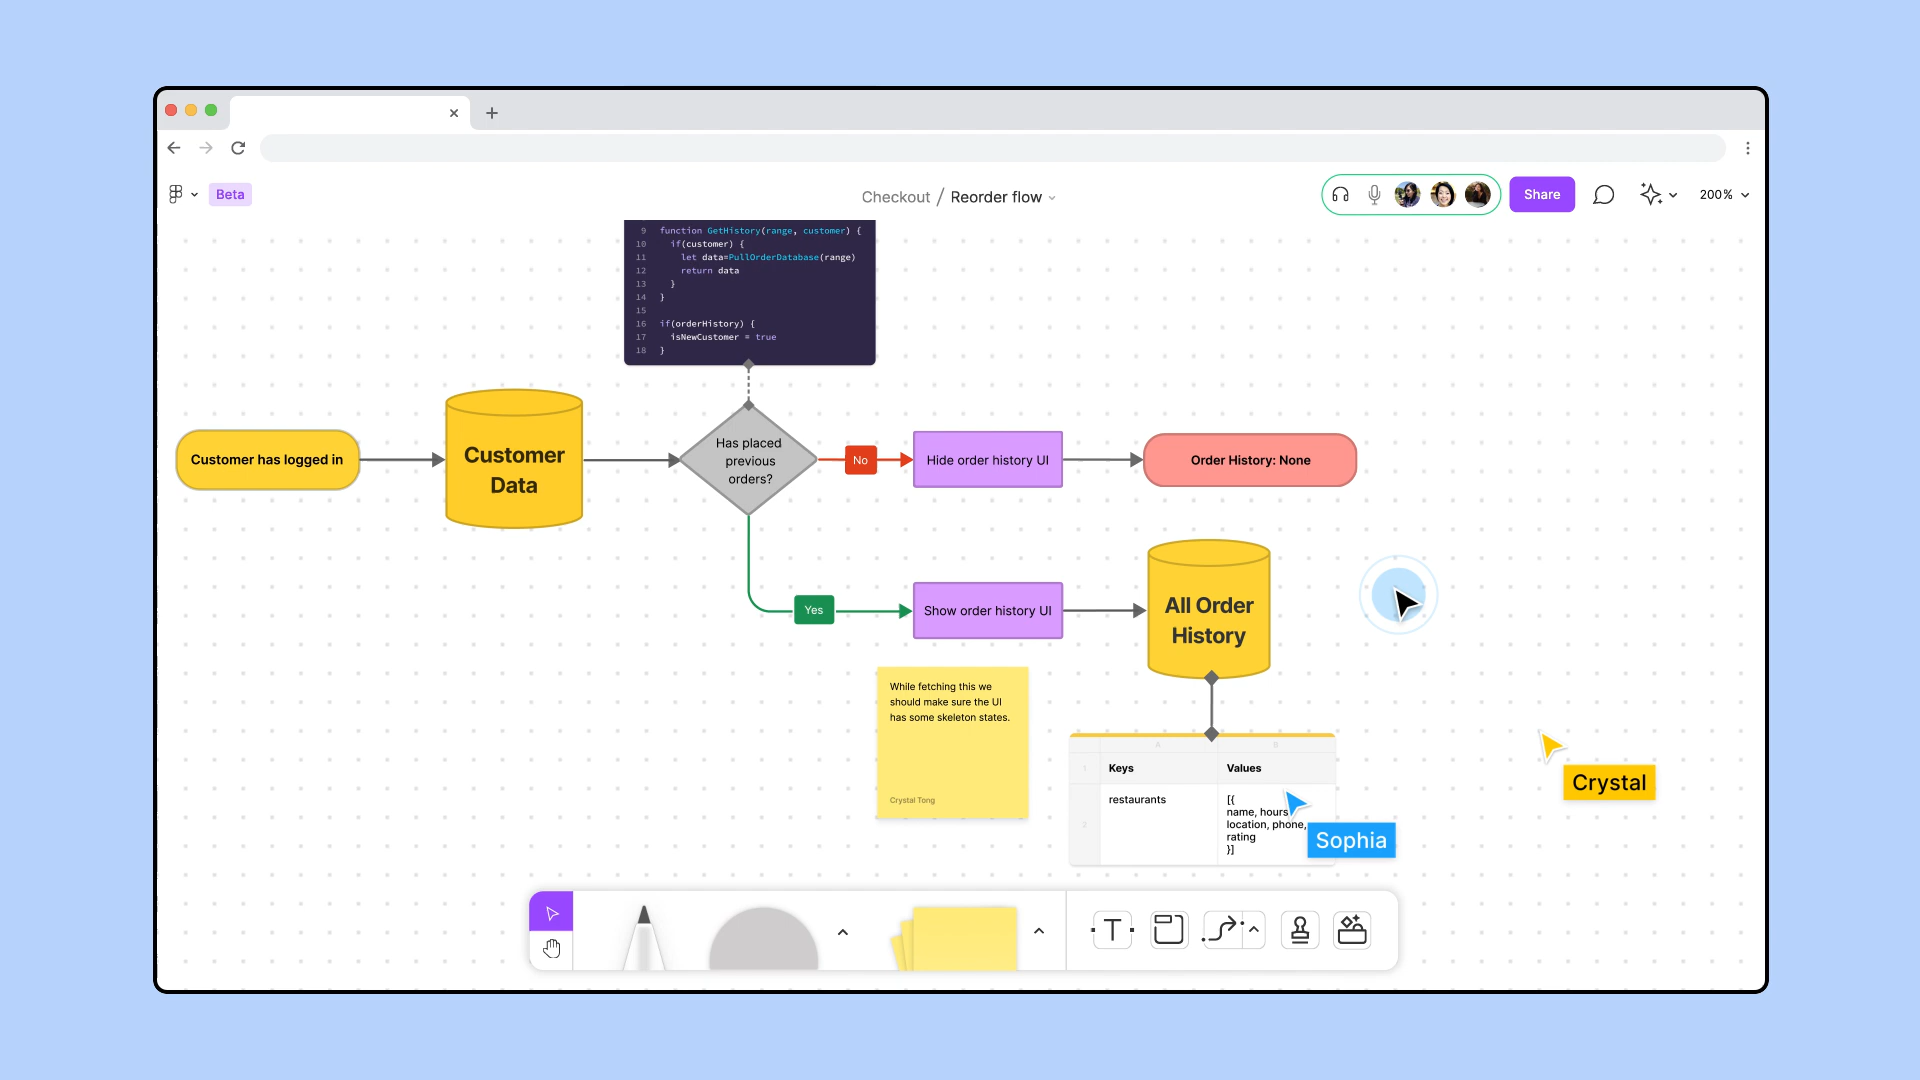 Beta
Checkout / Reorder flow
Share
200%
9 function GetHistory(range, customer) {
10 if(customer) {
11 let data=PullOrderDatabase(range)
12 return data
13 }
14 }
15
16 if(orderHistory) {
17 isNewCustomer = true
18 }
Customer has logged in
Customer
Data
Has placed
previous
orders?
No
Hide order history UI
Order History: None
Yes
Show order history UI
All Order
History
While fetching this we
should make sure the UI
has some skeleton states.
Crystal Tong
A B
1 Keys Values
2 restaurants [{
name, hours
location, phone,
rating
}]
Sophia
Crystal
T